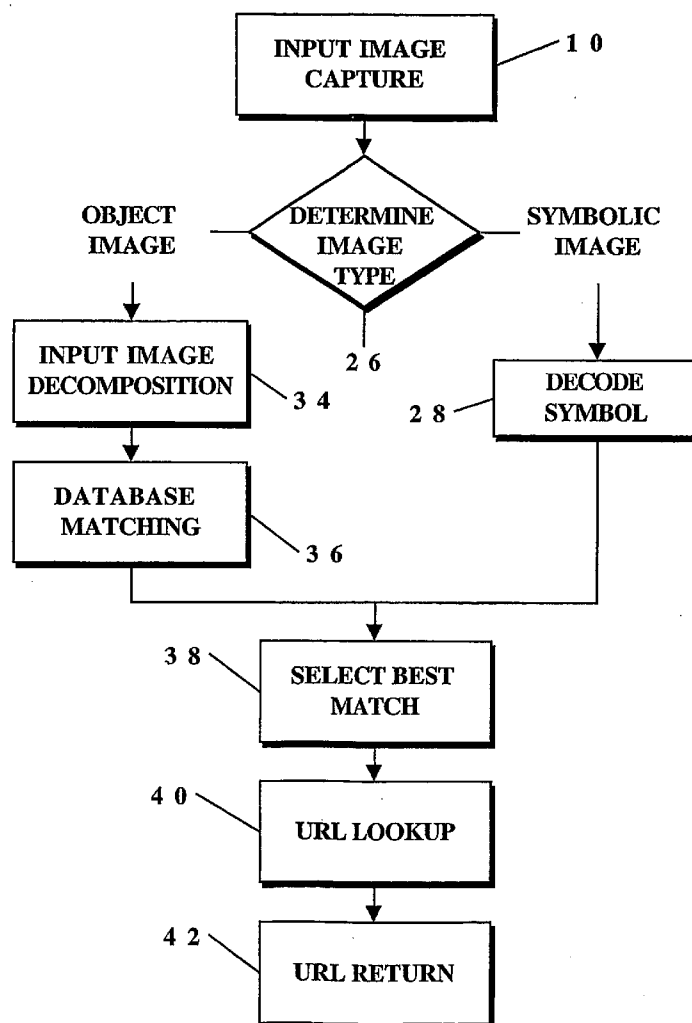 INPUT IMAGE
CAPTURE
10
OBJECT
IMAGE
DETERMINE
IMAGE
TYPE
SYMBOLIC
IMAGE
26
INPUT IMAGE
DECOMPOSITION
34
28
DECODE
SYMBOL
DATABASE
MATCHING
36
38
SELECT BEST
MATCH
40
URL LOOKUP
42
URL RETURN